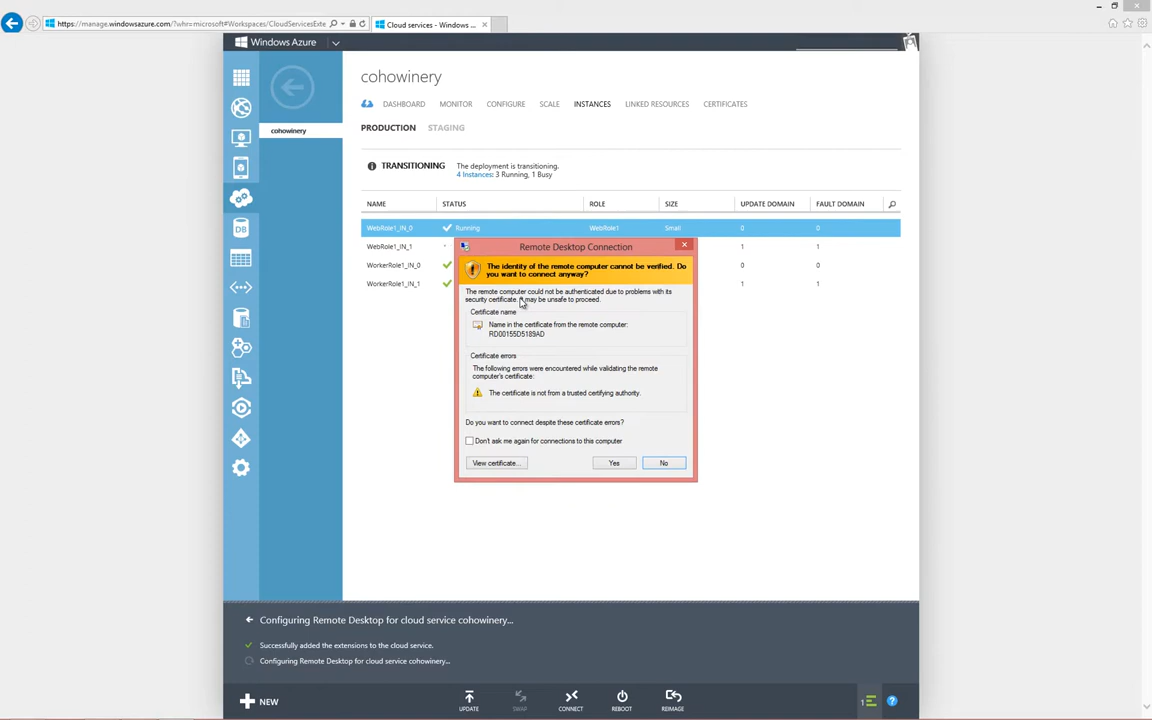 https://manage.windowsazure.com/?whr=microsoft#Workspaces/CloudServicesExte
Cloud services - Windows ...
Windows Azure
cohowinery
DASHBOARD MONITOR CONFIGURE SCALE INSTANCES LINKED RESOURCES CERTIFICATES
cohowinery
PRODUCTION STAGING
TRANSITIONING The deployment is transitioning.
4 Instances: 3 Running, 1 Busy
NAME STATUS ROLE SIZE UPDATE DOMAIN FAULT DOMAIN
WebRole1_IN_0 Running WebRole1 Small 0 0
WebRole1_IN_1 1 1
WorkerRole1_IN_0 0 0
WorkerRole1_IN_1 1 1
DB
Remote Desktop Connection
The identity of the remote computer cannot be verified. Do
you want to connect anyway?
The remote computer could not be authenticated due to problems with its
security certificate. It may be unsafe to proceed.
Certificate name
Name in the certificate from the remote computer:
RD00155D5189AD
Certificate errors
The following errors were encountered while validating the remote
computer's certificate:
The certificate is not from a trusted certifying authority.
Do you want to connect despite these certificate errors?
Don't ask me again for connections to this computer
View certificate... Yes No
Configuring Remote Desktop for cloud service cohowinery...
Successfully added the extensions to the cloud service.
Configuring Remote Desktop for cloud service cohowinery...
NEW UPDATE SWAP CONNECT REBOOT REIMAGE 1 ?